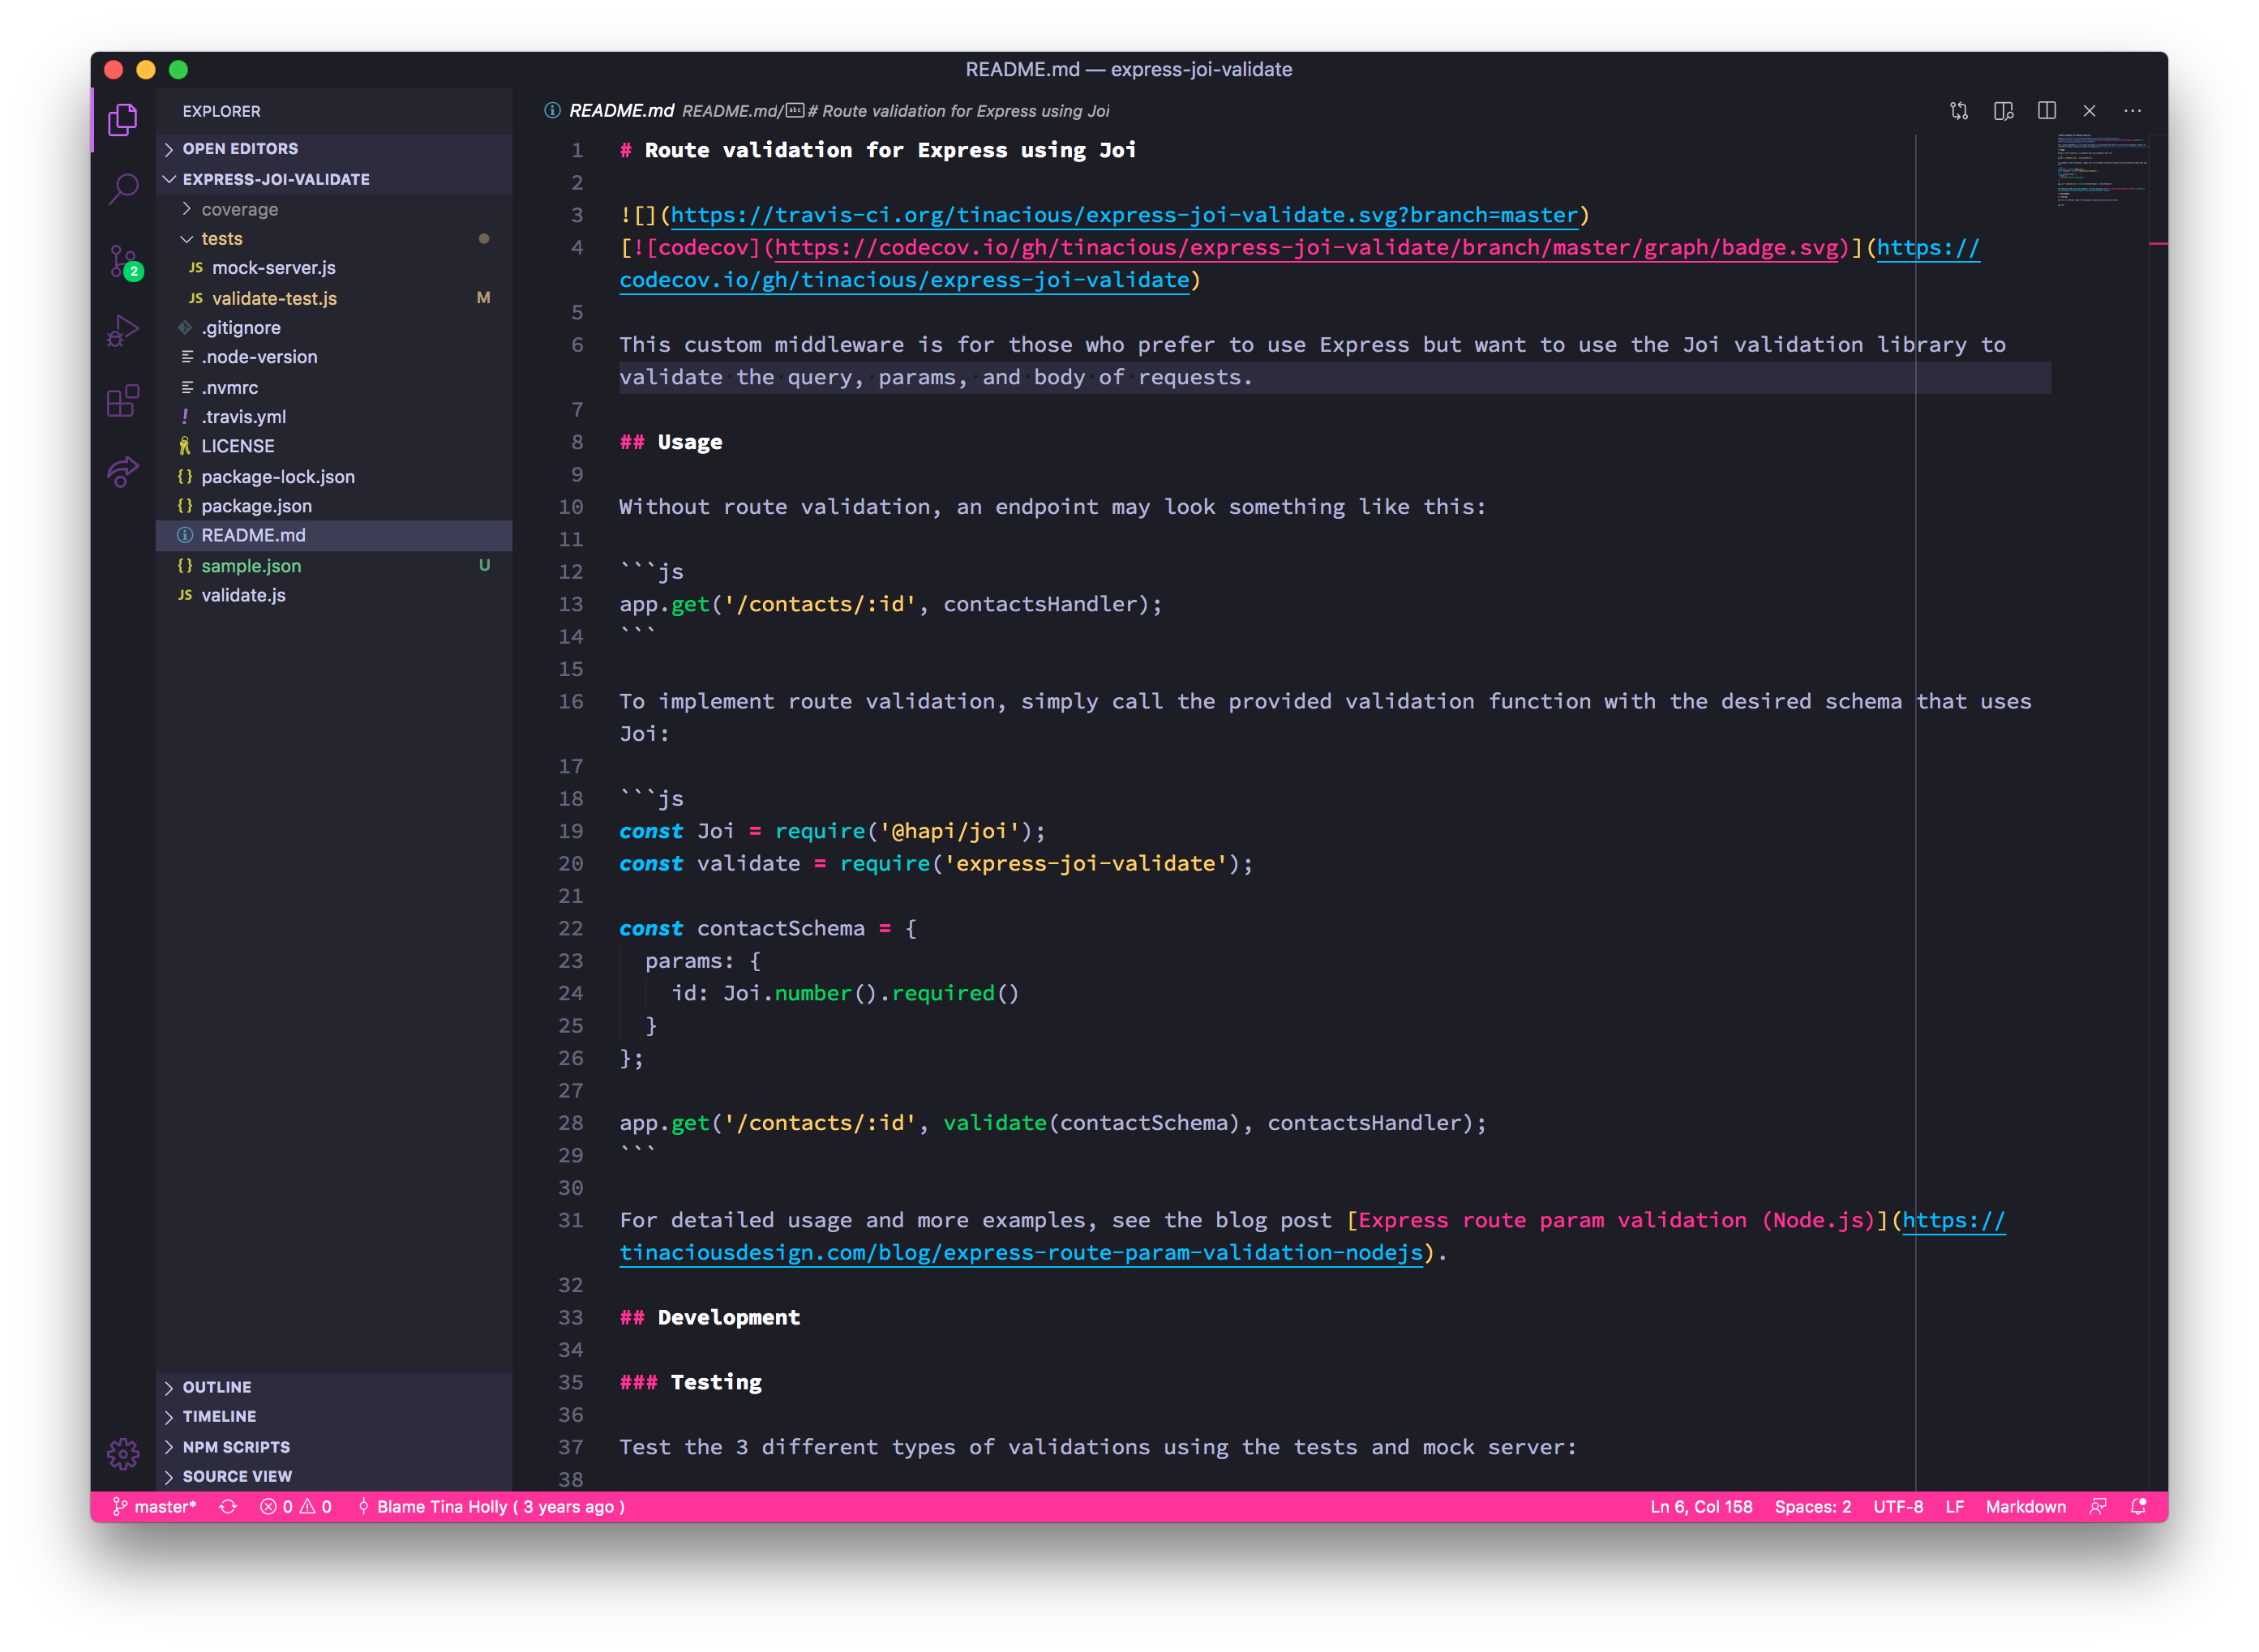 README.md — express-joi-validate
EXPLORER
OPEN EDITORS
EXPRESS-JOI-VALIDATE
coverage
tests
JS mock-server.js
JS validate-test.js M
.gitignore
.node-version
.nvmrc
! .travis.yml
LICENSE
{} package-lock.json
{} package.json
README.md
{} sample.json U
JS validate.js
OUTLINE
TIMELINE
NPM SCRIPTS
SOURCE VIEW
2
README.md README.md/abc # Route validation for Express using Joi
1 # Route validation for Express using Joi
2
3 ![](https://travis-ci.org/tinacious/express-joi-validate.svg?branch=master)
4 [![codecov](https://codecov.io/gh/tinacious/express-joi-validate/branch/master/graph/badge.svg)](https://
codecov.io/gh/tinacious/express-joi-validate)
5
6 This custom middleware is for those who prefer to use Express but want to use the Joi validation library to
validate the query, params, and body of requests.
7
8 ## Usage
9
10 Without route validation, an endpoint may look something like this:
11
12 ```js
13 app.get('/contacts/:id', contactsHandler);
14 ```
15
16 To implement route validation, simply call the provided validation function with the desired schema that uses
Joi:
17
18 ```js
19 const Joi = require('@hapi/joi');
20 const validate = require('express-joi-validate');
21
22 const contactSchema = {
23 params: {
24 id: Joi.number().required()
25 }
26 };
27
28 app.get('/contacts/:id', validate(contactSchema), contactsHandler);
29 ```
30
31 For detailed usage and more examples, see the blog post [Express route param validation (Node.js)](https://
tinaciousdesign.com/blog/express-route-param-validation-nodejs).
32
33 ## Development
34
35 ### Testing
36
37 Test the 3 different types of validations using the tests and mock server:
38
master* 0 0 Blame Tina Holly ( 3 years ago ) Ln 6, Col 158 Spaces: 2 UTF-8 LF Markdown